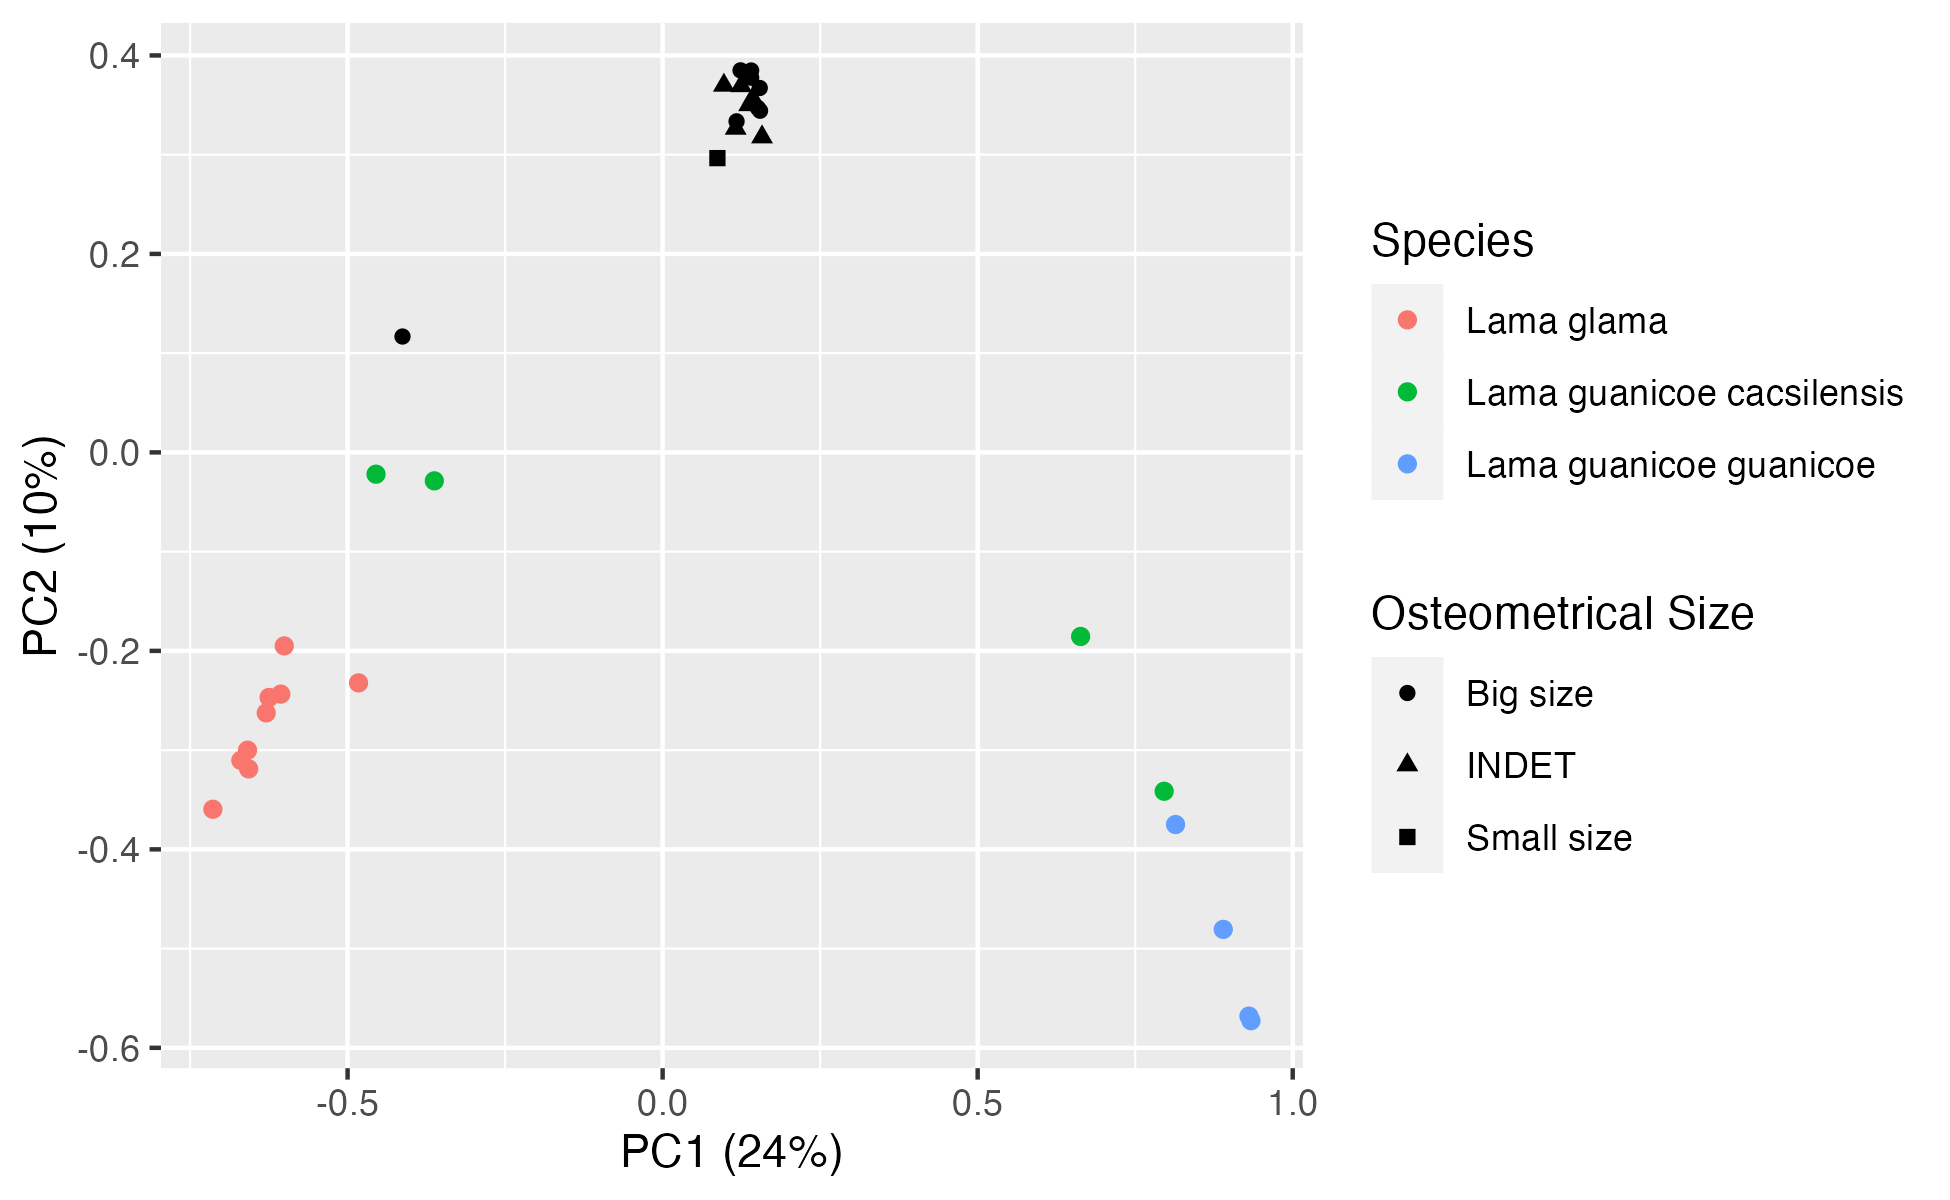 0.4
0.2
0.0
-0.2
-0.4
-0.6
PC2 (10%)
-0.5
0.0
0.5
1.0
PC1 (24%)
Species
Lama glama
Lama guanicoe cacsilensis
Lama guanicoe guanicoe
Osteometrical Size
Big size
INDET
Small size